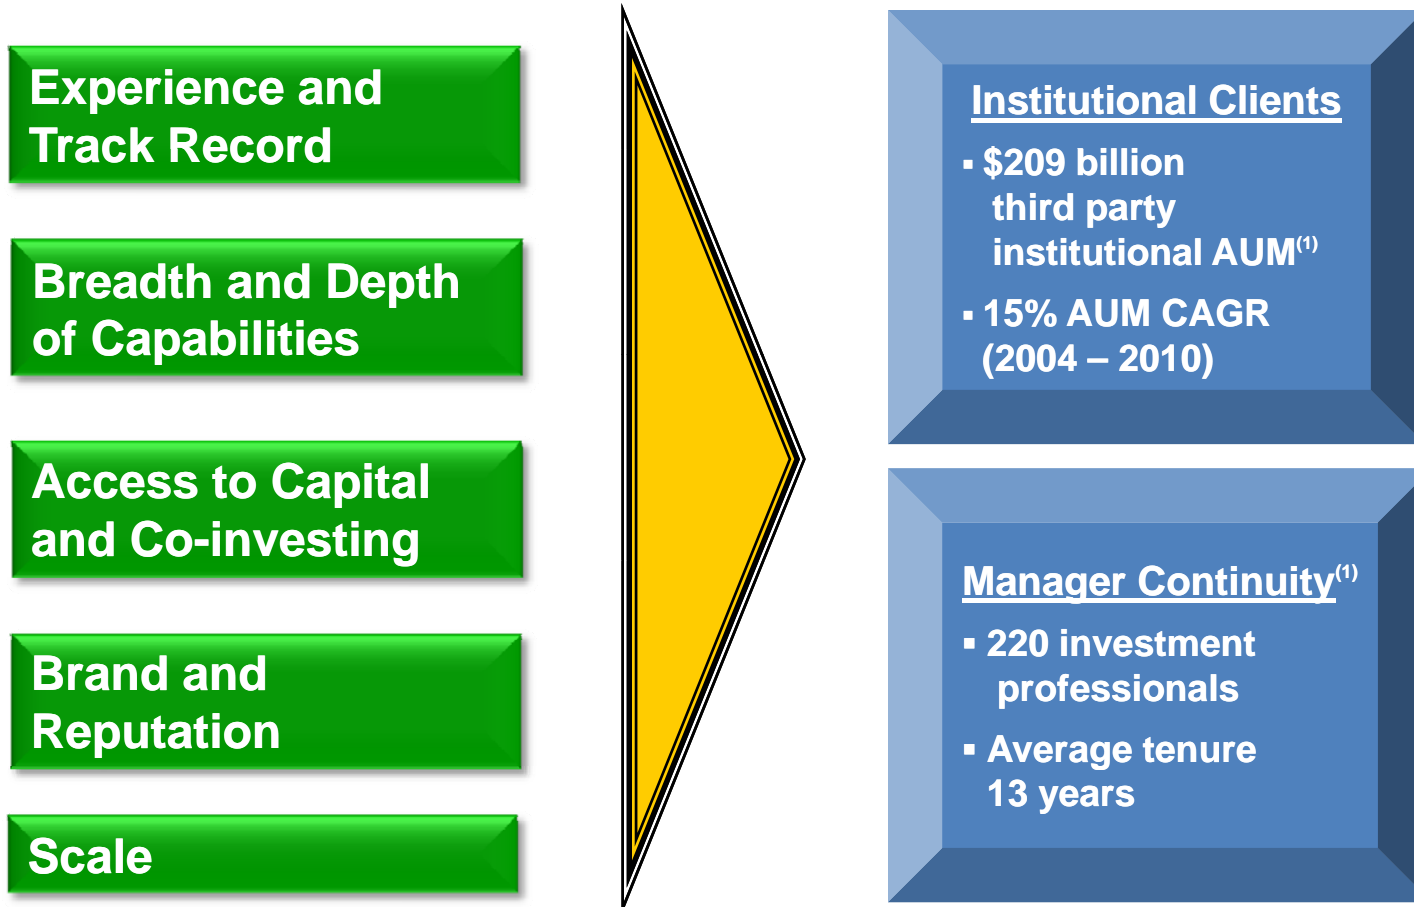 Experience and
Track Record
Breadth and Depth
of Capabilities
Access to Capital
and Co-investing
Brand and
Reputation
Scale
Institutional Clients
▪ $209 billion
third party
institutional AUM(1)
▪ 15% AUM CAGR
(2004 – 2010)
Manager Continuity(1)
▪ 220 investment
professionals
▪ Average tenure
13 years